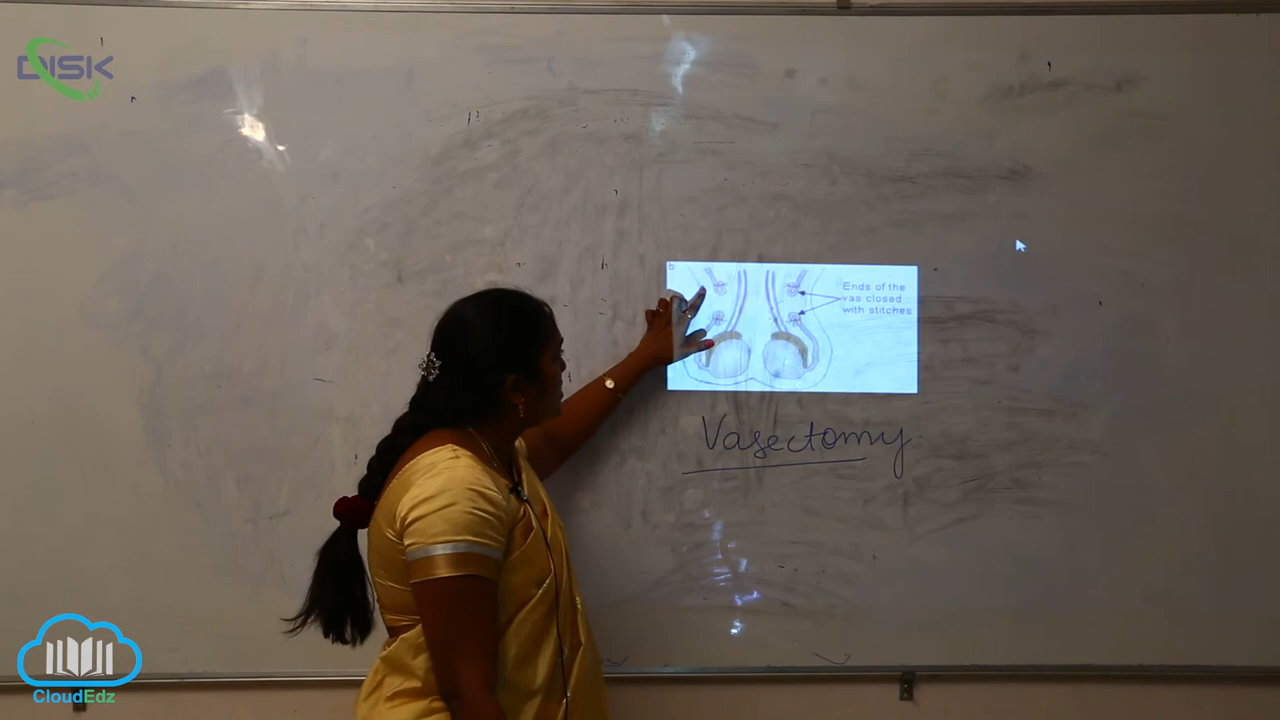 DISK
b
Ends of the
vas closed
with stitches
Vasectomy.
CloudEdz